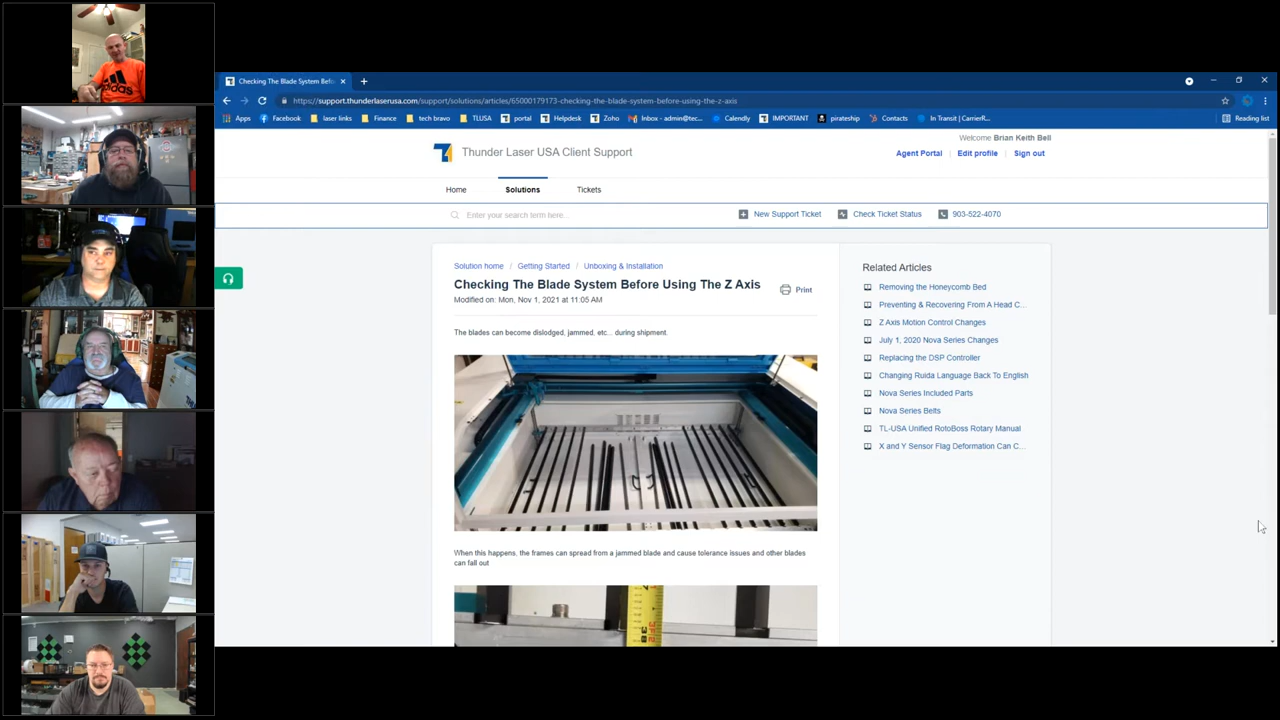 Checking The Blade System Befo
https://support.thunderlaserusa.com/support/solutions/articles/65000179173-checking-the-blade-system-before-using-the-z-axis
Apps Facebook laser links Finance tech bravo TLUSA portal Helpdesk Zoho Inbox - admin@tec... Calendly IMPORTANT pirateship Contacts In Transit | CarrierR... Reading list
Welcome Brian Keith Bell
Thunder Laser USA Client Support
Agent Portal Edit profile Sign out
Home Solutions Tickets
Enter your search term here...
New Support Ticket Check Ticket Status 903-522-4070
Solution home / Getting Started / Unboxing & Installation
Checking The Blade System Before Using The Z Axis
Print
Modified on: Mon, Nov 1, 2021 at 11:05 AM
The blades can become dislodged, jammed, etc... during shipment.
When this happens, the frames can spread from a jammed blade and cause tolerance issues and other blades
can fall out
Related Articles
Removing the Honeycomb Bed
Preventing & Recovering From A Head C...
Z Axis Motion Control Changes
July 1, 2020 Nova Series Changes
Replacing the DSP Controller
Changing Ruida Language Back To English
Nova Series Included Parts
Nova Series Belts
TL-USA Unified RotoBoss Rotary Manual
X and Y Sensor Flag Deformation Can C...
adidas